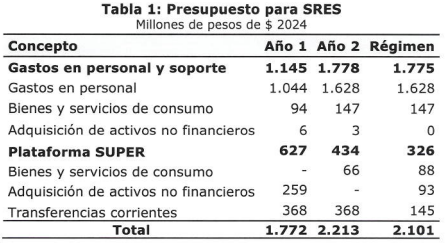 Tabla 1: Presupuesto para SRES
Millones de pesos de $ 2024
Concepto Año 1 Año 2 Régimen
Gastos en personal y soporte 1.145 1.778 1.775
Gastos en personal 1.044 1.628 1.628
Bienes y servicios de consumo 94 147 147
Adquisición de activos no financieros 6 3 0
Plataforma SUPER 627 434 326
Bienes y servicios de consumo - 66 88
Adquisición de activos no financieros 259 - 93
Transferencias corrientes 368 368 145
Total 1.772 2.213 2.101